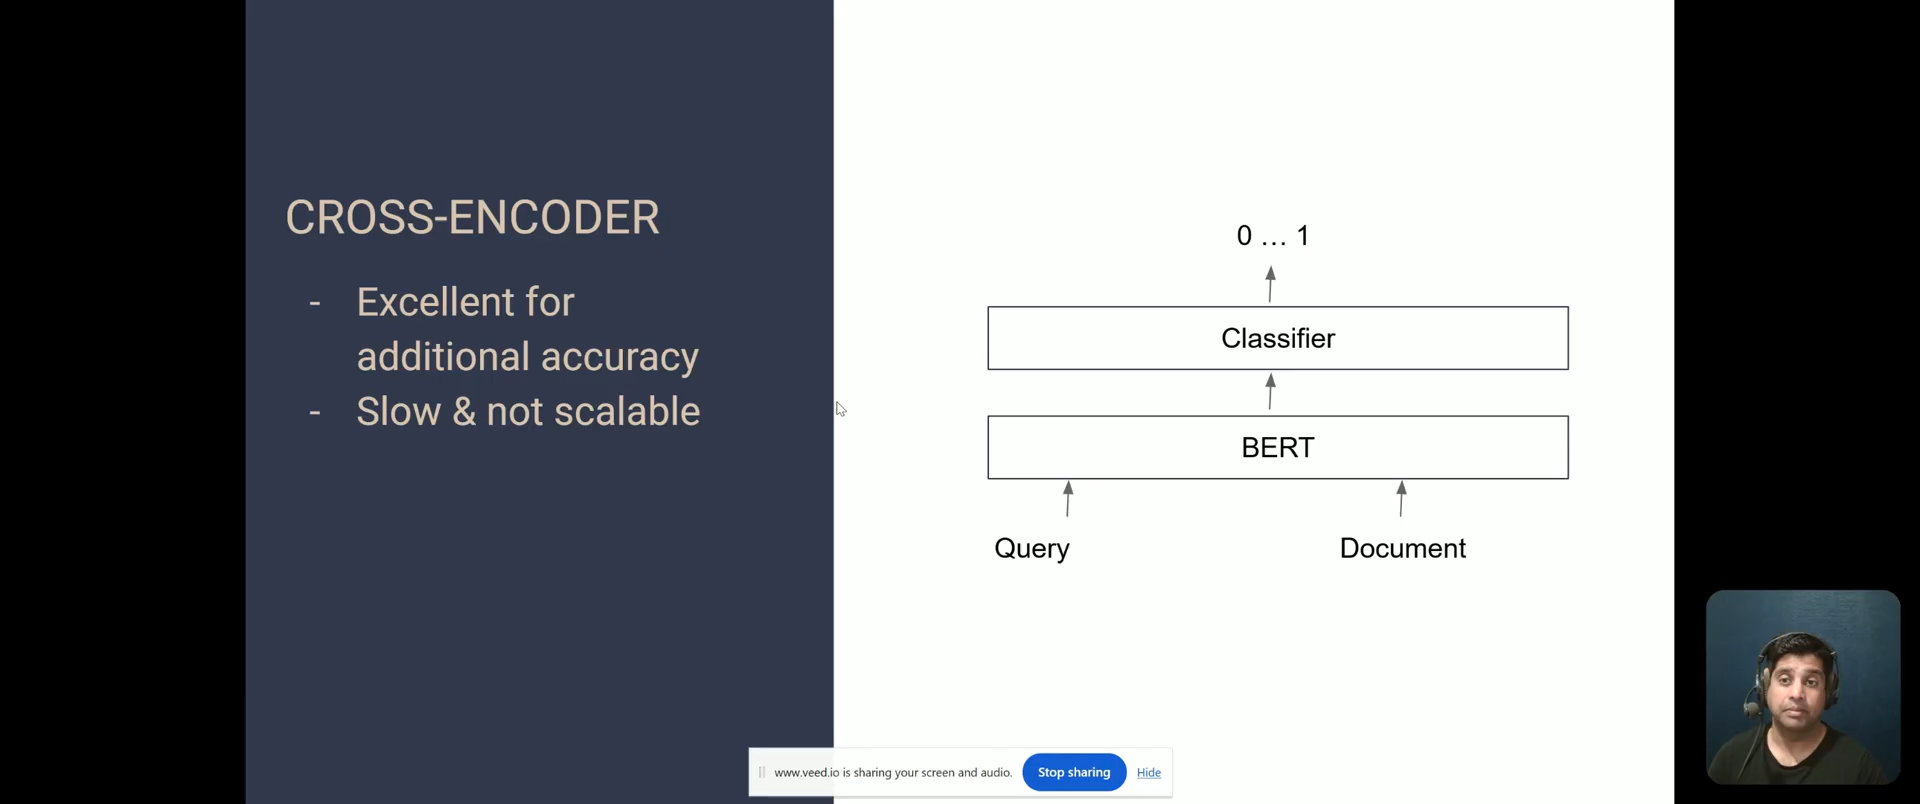 CROSS-ENCODER
- Excellent for
additional accuracy
- Slow & not scalable
0 … 1
Classifier
BERT
Query
Document
www.veed.io is sharing your screen and audio.
Stop sharing
Hide